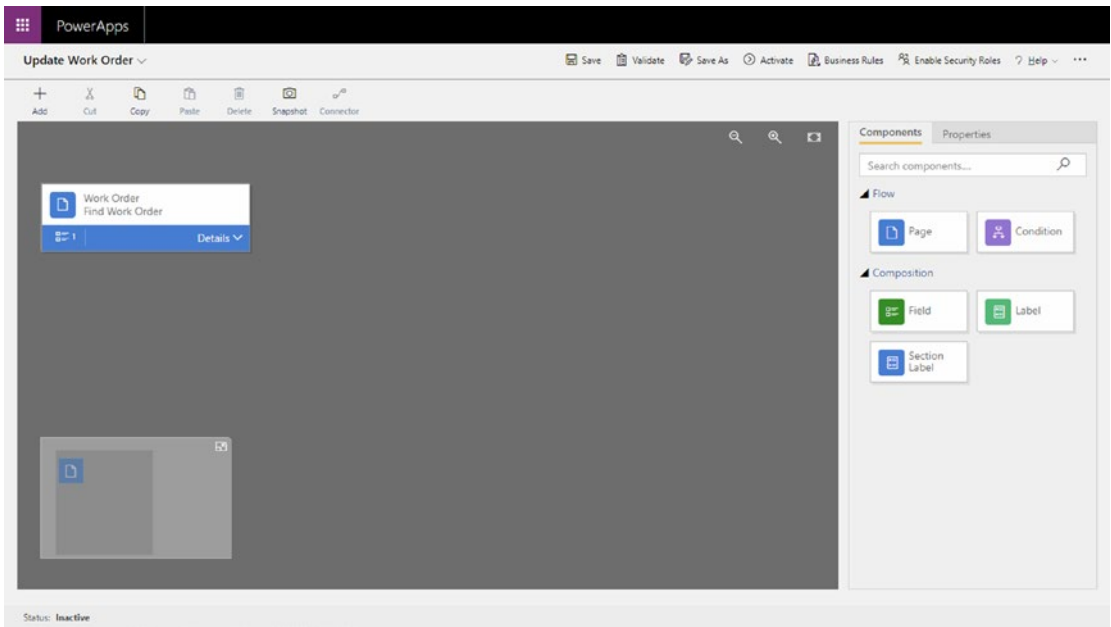 PowerApps
Update Work Order
Save Validate Save As Activate Business Rules Enable Security Roles ? Help ...
Add Cut Copy Paste Delete Snapshot Connector
Components Properties
Search components....
Flow
Page Condition
Composition
Field Label
Section
Label
Work Order
Find Work Order
1 Details
Status: Inactive